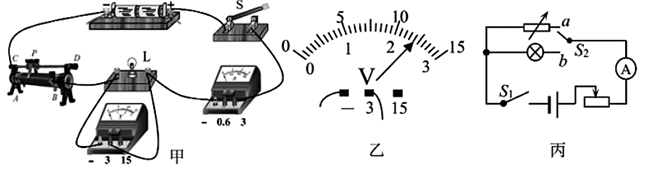 − +
S
C P D
L
A B
− 0.6 3
− 3 15
甲
0 5 10 15
0 1 2 3
V
− 3 15
乙
a
S₂
b
A
S₁
丙